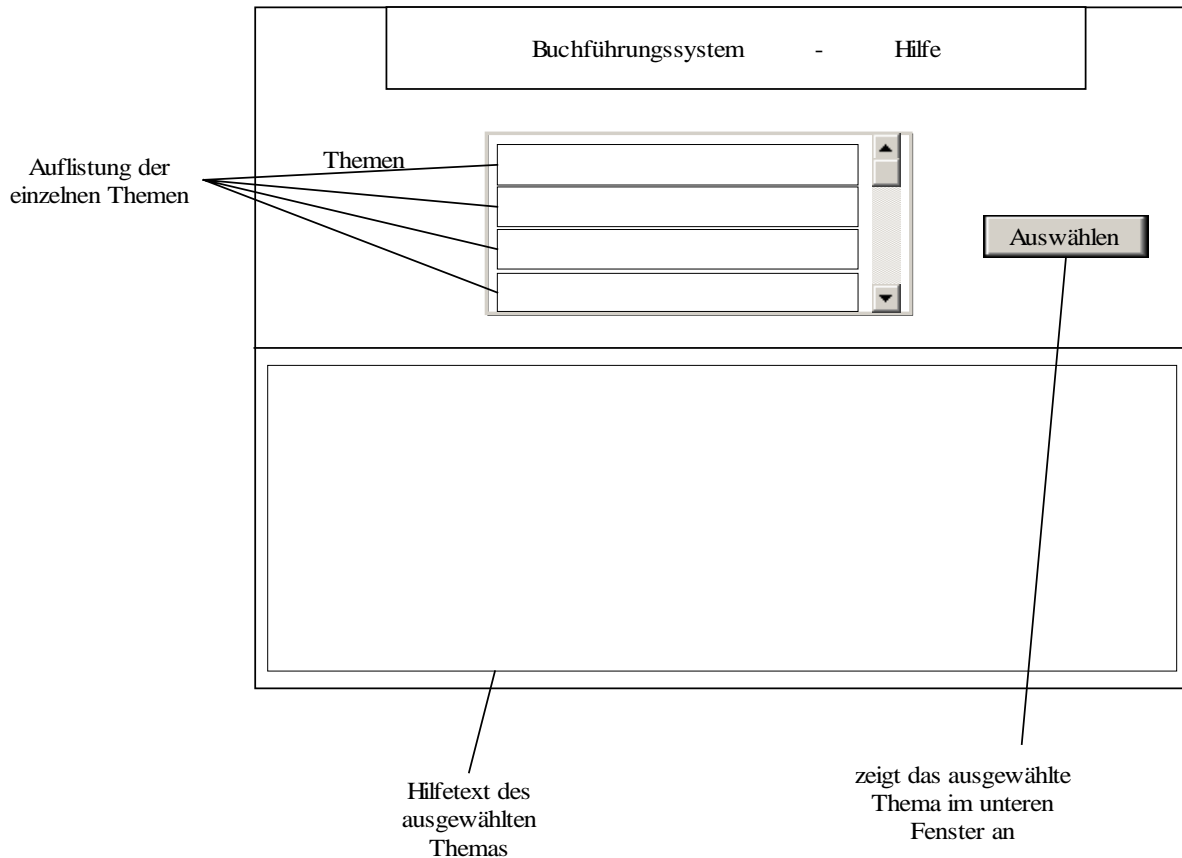 Buchführungssystem - Hilfe
Auflistung der
einzelnen Themen
Themen
Auswählen
Hilfetext des
ausgewählten
Themas
zeigt das ausgewählte
Thema im unteren
Fenster an